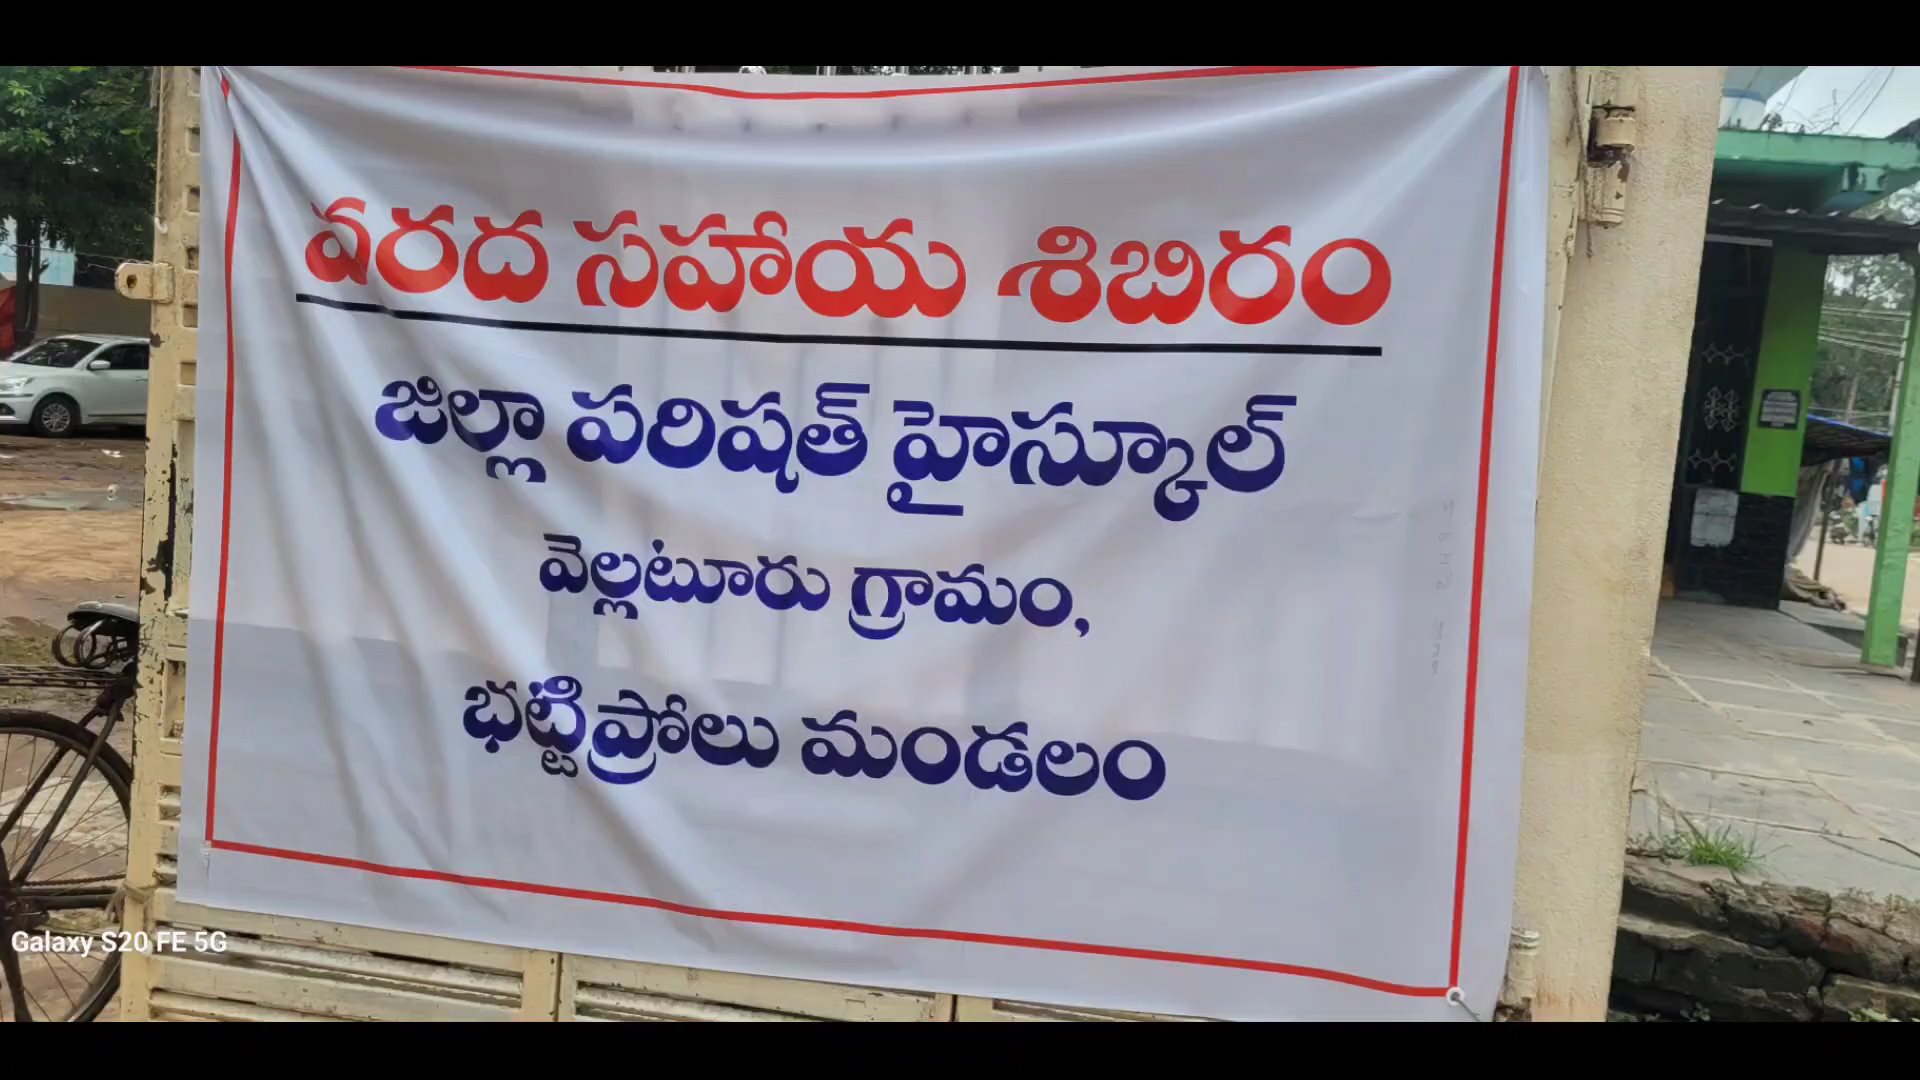 వరద సహాయ శిబిరం
జిల్లా పరిషత్ హైస్కూల్
వెల్లటూరు గ్రామం,
భట్టిప్రోలు మండలం
Galaxy S20 FE 5G